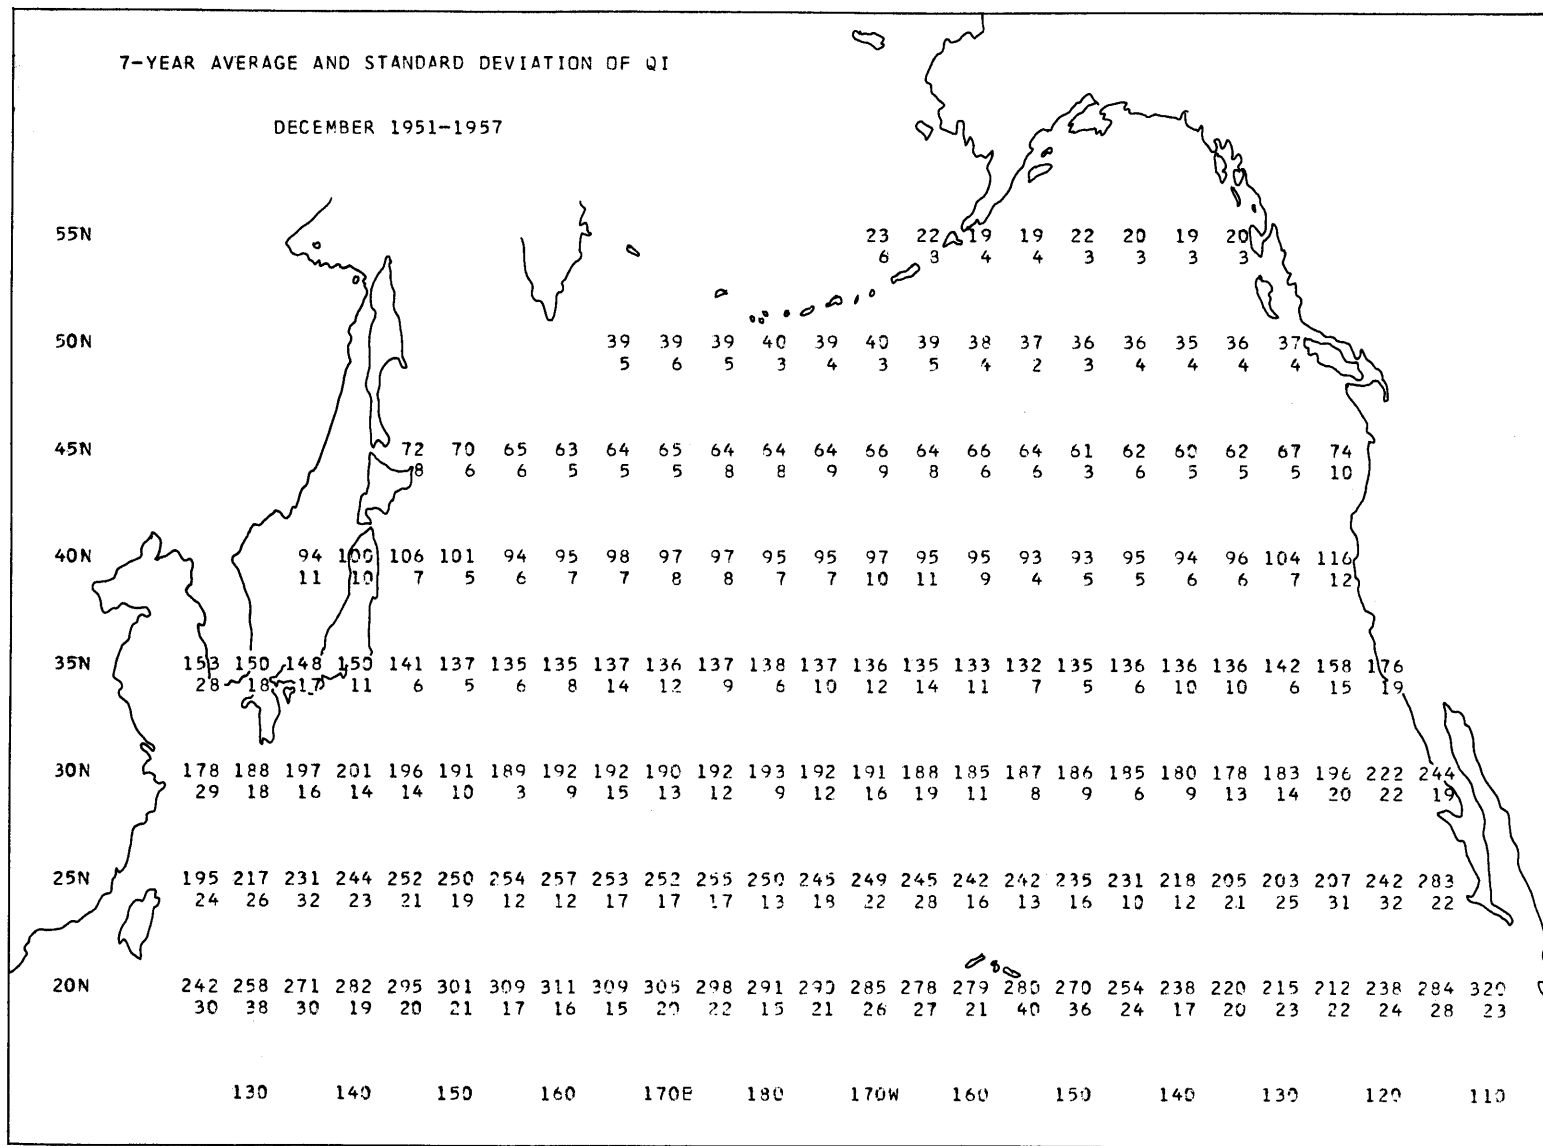 7-YEAR AVERAGE AND STANDARD DEVIATION OF QI
DECEMBER 1951-1957
55N 23 22 19 19 22 20 19 20
6 8 4 4 3 3 3 3
50N 39 39 39 40 39 40 39 38 37 36 36 35 36 37
5 6 5 3 4 3 5 4 2 3 4 4 4 4
45N 72 70 65 63 64 65 64 64 64 66 64 66 64 61 62 60 62 67 74
8 6 6 5 5 5 8 8 9 9 8 6 6 3 6 5 5 5 10
40N 94 100 106 101 94 95 98 97 97 95 95 97 95 95 93 93 95 94 96 104 116
11 10 7 5 6 7 7 8 8 7 7 10 11 9 4 5 5 6 6 7 12
35N 153 150 148 150 141 137 135 135 137 136 137 138 137 136 135 133 132 135 136 136 136 142 158 176
28 18 17 11 6 5 6 8 14 12 9 6 10 12 14 11 7 5 6 10 10 6 15 19
30N 178 188 197 201 196 191 189 192 192 190 192 193 192 191 188 185 187 186 185 180 178 183 196 222 244
29 18 16 14 14 10 3 9 15 13 12 9 12 16 19 11 8 9 6 9 13 14 20 22 19
25N 195 217 231 244 252 250 254 257 253 252 255 250 245 249 245 242 242 235 231 218 205 203 207 242 283
24 26 32 23 21 19 12 12 17 17 17 13 18 22 28 16 13 16 10 12 21 25 31 32 22
20N 242 258 271 282 295 301 309 311 309 305 298 291 290 285 278 279 280 270 254 238 220 215 212 238 284 320
30 38 30 19 20 21 17 16 15 20 22 15 21 26 27 21 40 36 24 17 20 23 22 24 28 23
130 140 150 160 170E 180 170W 160 150 140 130 120 110